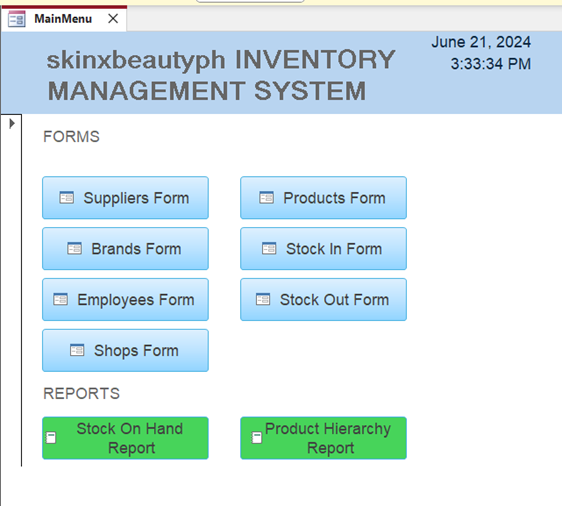 MainMenu
skinxbeautyph INVENTORY
MANAGEMENT SYSTEM
June 21, 2024
3:33:34 PM
FORMS
Suppliers Form
Products Form
Brands Form
Stock In Form
Employees Form
Stock Out Form
Shops Form
REPORTS
Stock On Hand
Report
Product Hierarchy
Report